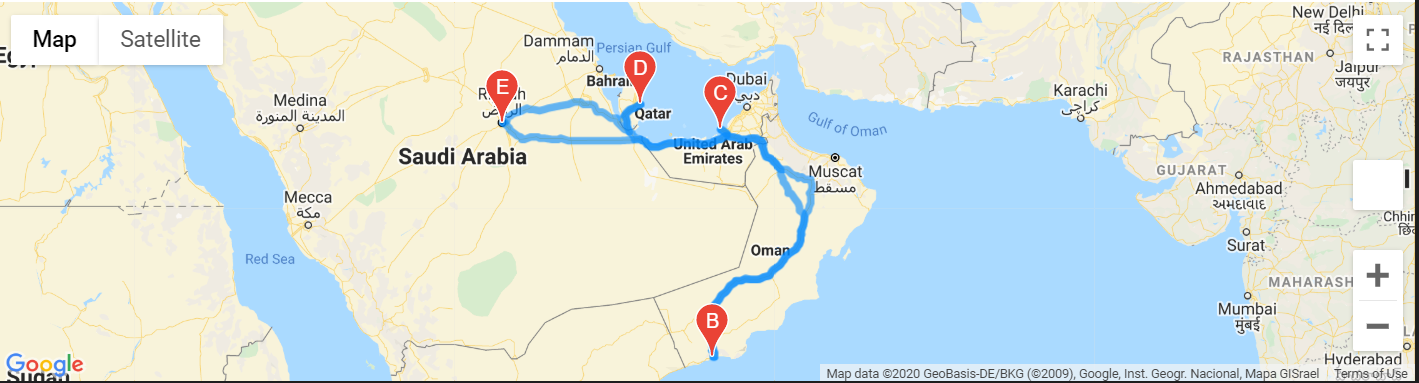 Map
Satellite
New Delhi
नई दिल्ली
RAJASTHAN
Jaipur
जयपुर
Dammam
الدمام
Persian Gulf
Bahrain
D
E
C
Dubai
دبي
Medina
المدينة المنورة
Qatar
Karachi
کراچی
Gulf of Oman
Saudi Arabia
United Arab
Emirates
Muscat
مسقط
GUJARAT
Ahmedabad
અમદાવાદ
Mecca
مكة
Surat
Red Sea
Oman
MAHARASH
B
Mumbai
मुंबई
Google
Sudan
Hyderabad
Map data ©2020 GeoBasis-DE/BKG (©2009), Google, Inst. Geogr. Nacional, Mapa GISrael
Terms of Use